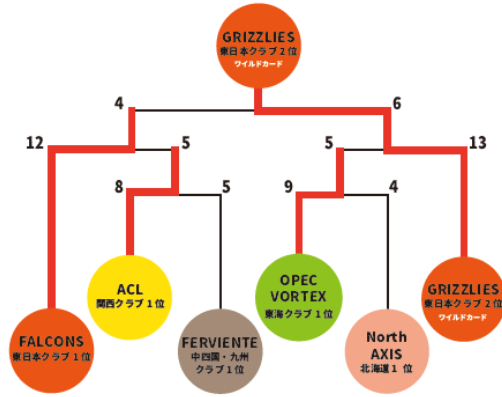 GRIZZLIES
東日本クラブ2位
ワイルドカード
4
6
12
5
5
13
8
5
9
4
ACL
関西クラブ1位
OPEC
VORTEX
東海クラブ1位
GRIZZLIES
東日本クラブ2位
ワイルドカード
FALCONS
東日本クラブ1位
FERVIENTE
中四国・九州
クラブ1位
North
AXIS
北海道1位